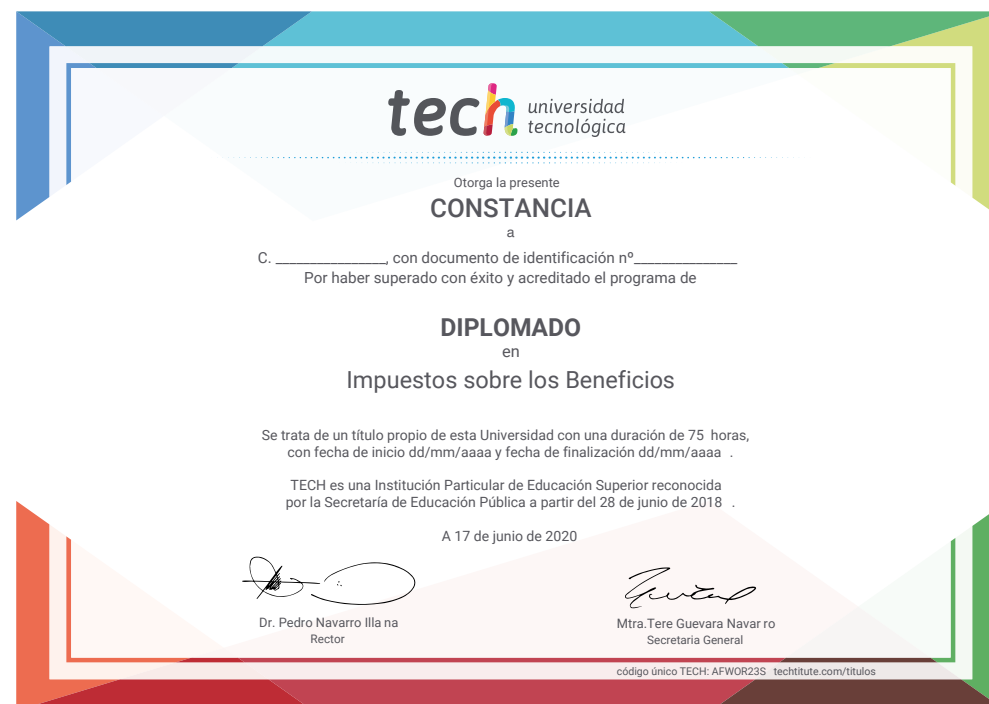 tech universidad
tecnológica
Otorga la presente
CONSTANCIA
a
C. _______________, con documento de identificación nº______________
Por haber superado con éxito y acreditado el programa de
DIPLOMADO
en
Impuestos sobre los Beneficios
Se trata de un título propio de esta Universidad con una duración de 75 horas,
con fecha de inicio dd/mm/aaaa y fecha de finalización dd/mm/aaaa .
TECH es una Institución Particular de Educación Superior reconocida
por la Secretaría de Educación Pública a partir del 28 de junio de 2018 .
A 17 de junio de 2020
Dr. Pedro Navarro Illa na
Rector
Mtra.Tere Guevara Navar ro
Secretaria General
código único TECH: AFWOR23S techtitute.com/titulos